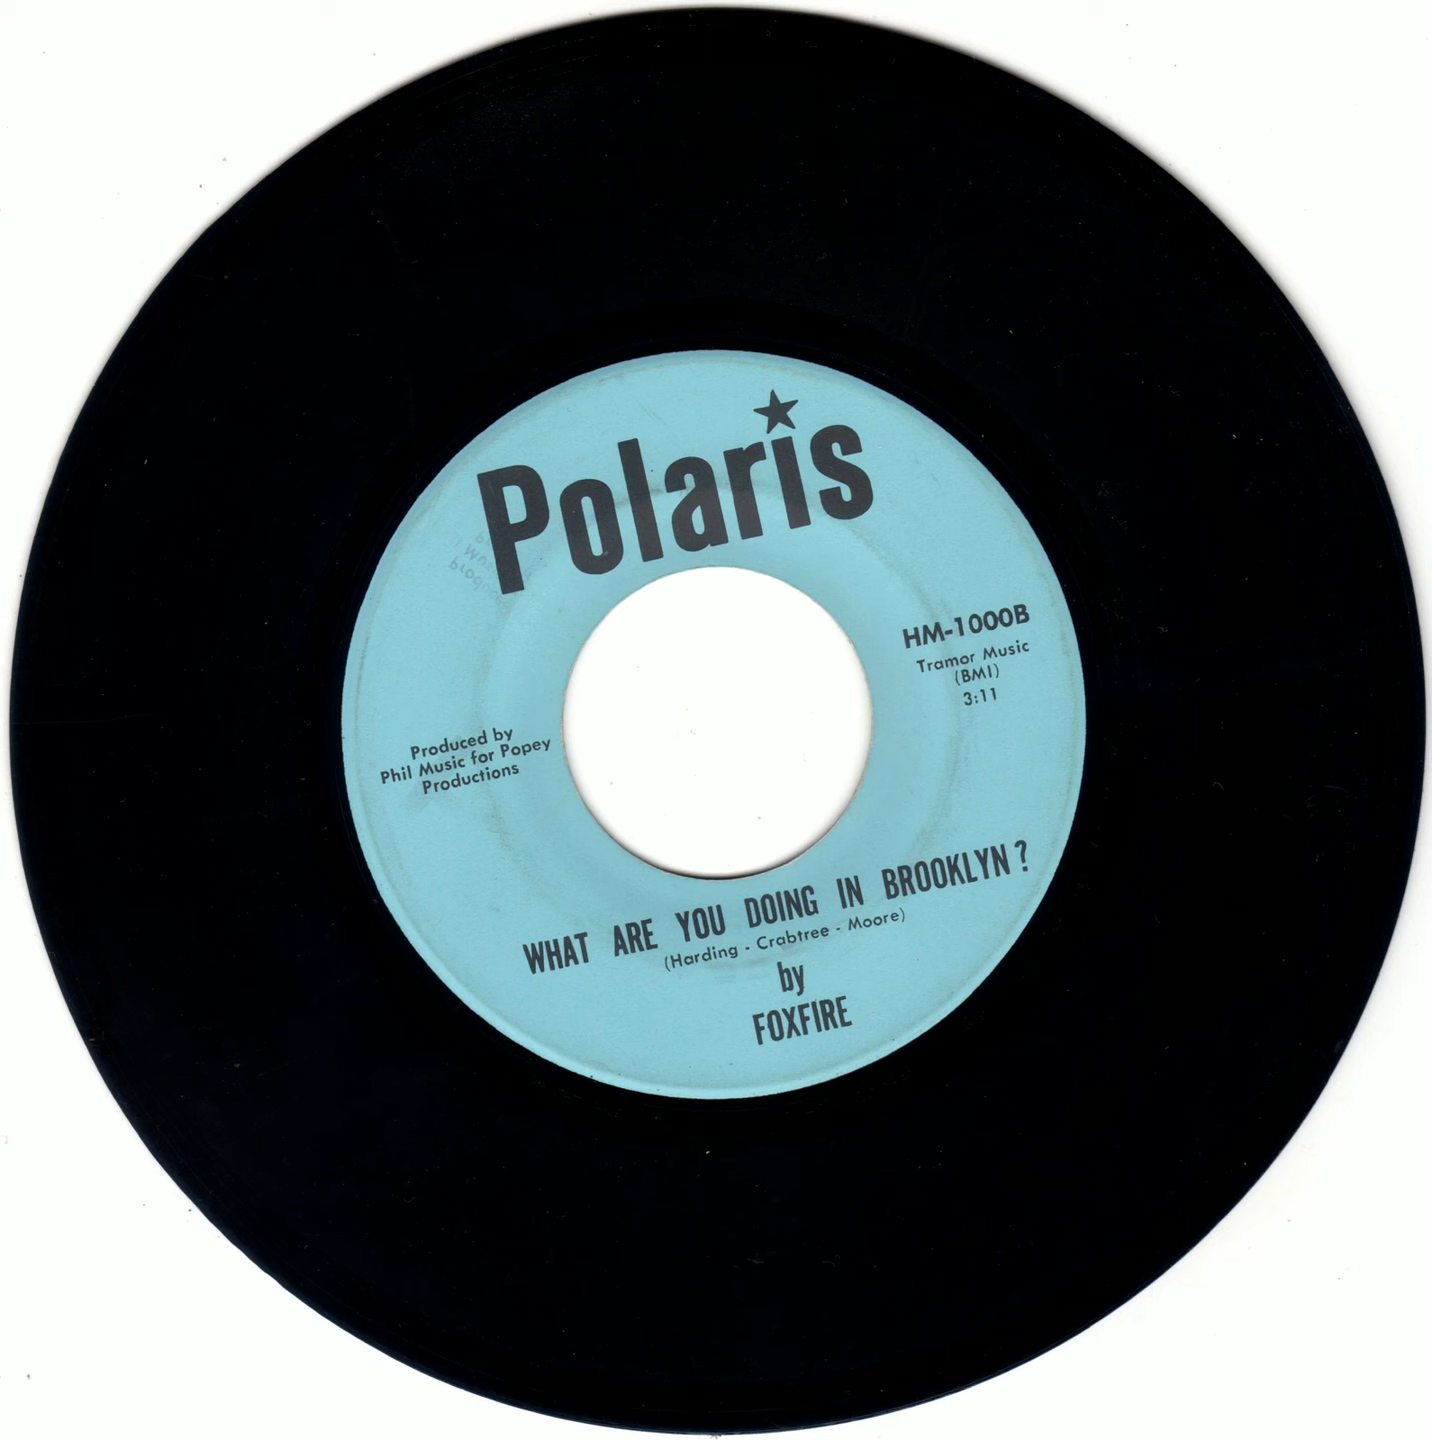 Polaris
HM-1000B
Tramor Music
(BMI)
3:11
Produced by
Phil Music for Popey
Productions
WHAT ARE YOU DOING IN BROOKLYN?
(Harding - Crabtree - Moore)
by
FOXFIRE